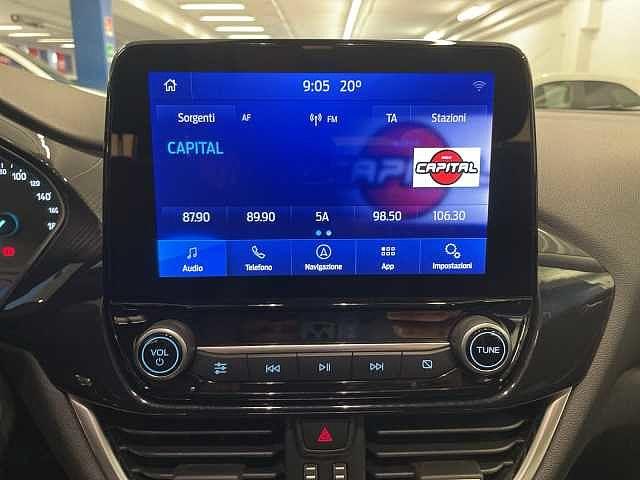 9:05 20°
Sorgenti AF FM TA Stazioni
CAPITAL
CAPITAL
87.90 89.90 5A 98.50 106.30
Audio Telefono Navigazione App Impostazioni
VOL
TUNE
100
120
140
160